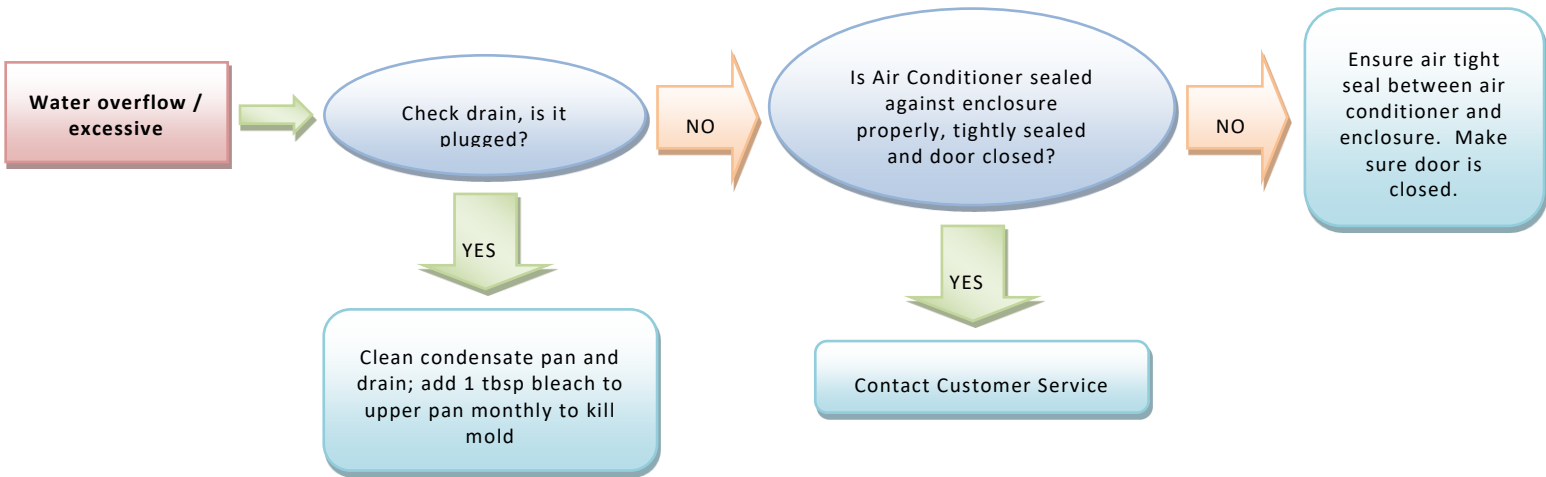 Water overflow /
excessive
Check drain, is it
plugged?
NO
Is Air Conditioner sealed
against enclosure
properly, tightly sealed
and door closed?
NO
Ensure air tight
seal between air
conditioner and
enclosure. Make
sure door is
closed.
YES
Clean condensate pan and
drain; add 1 tbsp bleach to
upper pan monthly to kill
mold
YES
Contact Customer Service